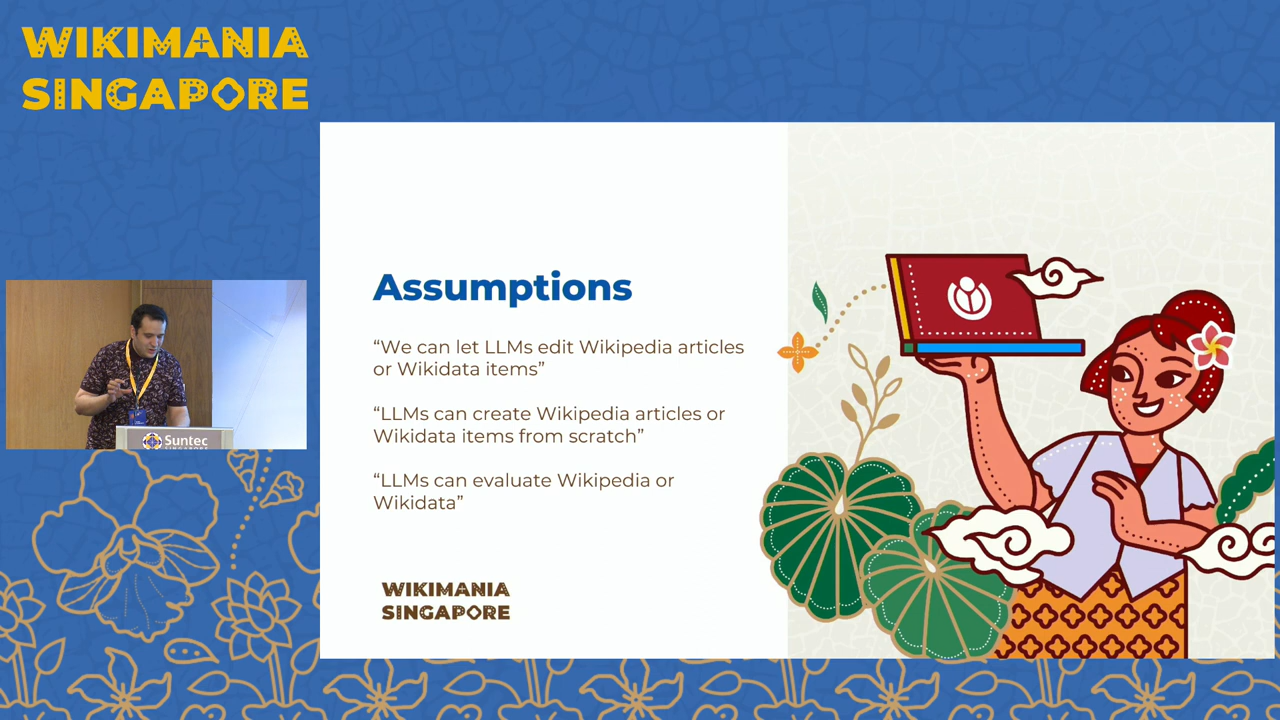 WIKIMANIA
SINGAPORE
Assumptions
“We can let LLMs edit Wikipedia articles
or Wikidata items”
“LLMs can create Wikipedia articles or
Wikidata items from scratch”
“LLMs can evaluate Wikipedia or
Wikidata”
WIKIMANIA
SINGAPORE
Suntec
SINGAPORE